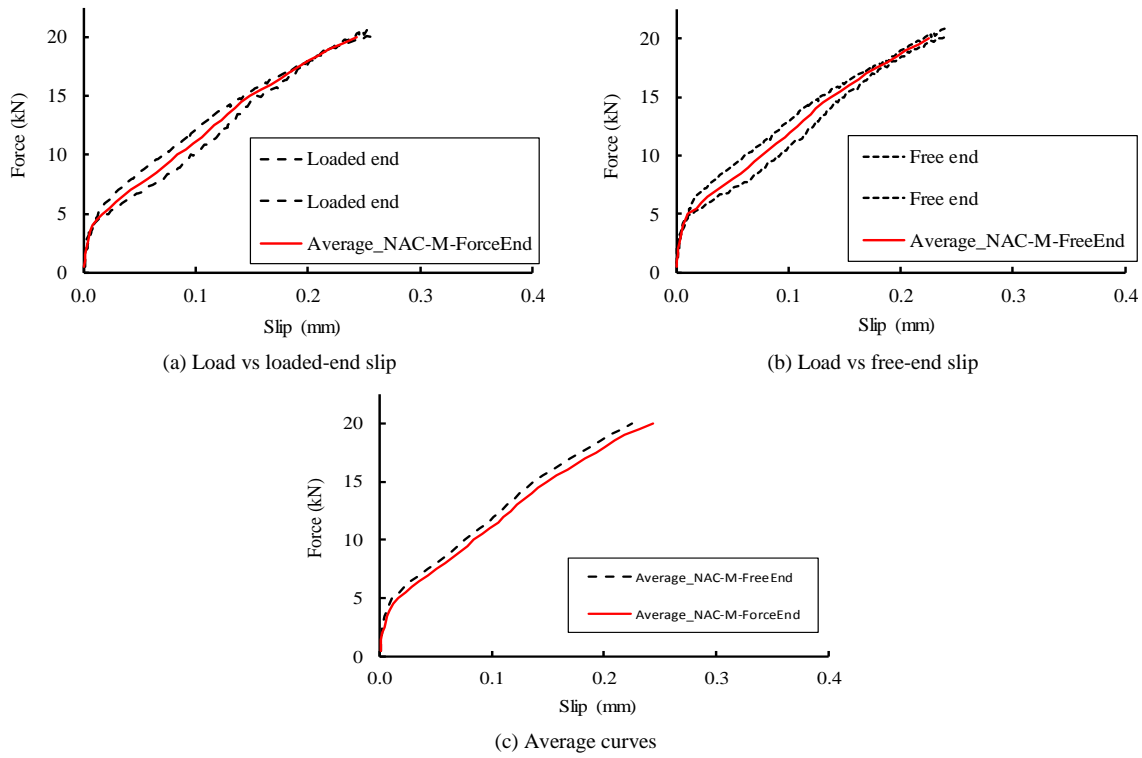 20
15
10
5
0
Force (kN)
Loaded end
Loaded end
Average_NAC-M-ForceEnd
0.0 0.1 0.2 0.3 0.4
Slip (mm)
(a) Load vs loaded-end slip
20
15
10
5
0
Force (kN)
Free end
Free end
Average_NAC-M-FreeEnd
0.0 0.1 0.2 0.3 0.4
Slip (mm)
(b) Load vs free-end slip
20
15
10
5
0
Force (kN)
Average_NAC-M-FreeEnd
Average_NAC-M-ForceEnd
0.0 0.1 0.2 0.3 0.4
Slip (mm)
(c) Average curves